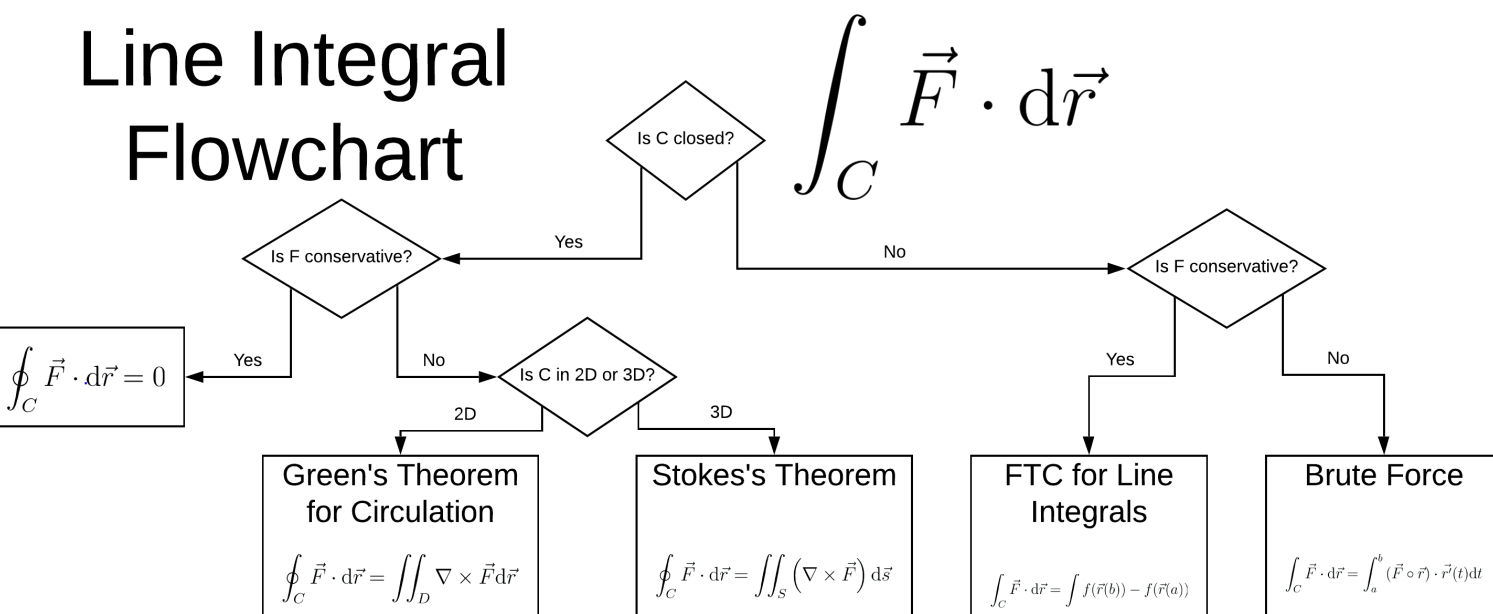 Line Integral
Flowchart
∫_C F⃗ · dr⃗
Is C closed?
Yes
No
Is F conservative?
Is F conservative?
Yes
No
Yes
No
∮_C F⃗ · dr⃗ = 0
Is C in 2D or 3D?
2D
3D
Green's Theorem
for Circulation
∮_C F⃗ · dr⃗ = ∬_D ∇ × F⃗dr⃗
Stokes's Theorem
∮_C F⃗ · dr⃗ = ∬_S (∇ × F⃗) ds⃗
FTC for Line
Integrals
∫_C F⃗ · dr⃗ = ∫ f(r⃗(b)) − f(r⃗(a))
Brute Force
∫_C F⃗ · dr⃗ = ∫_a^b (F⃗ ∘ r⃗) · r⃗′(t)dt